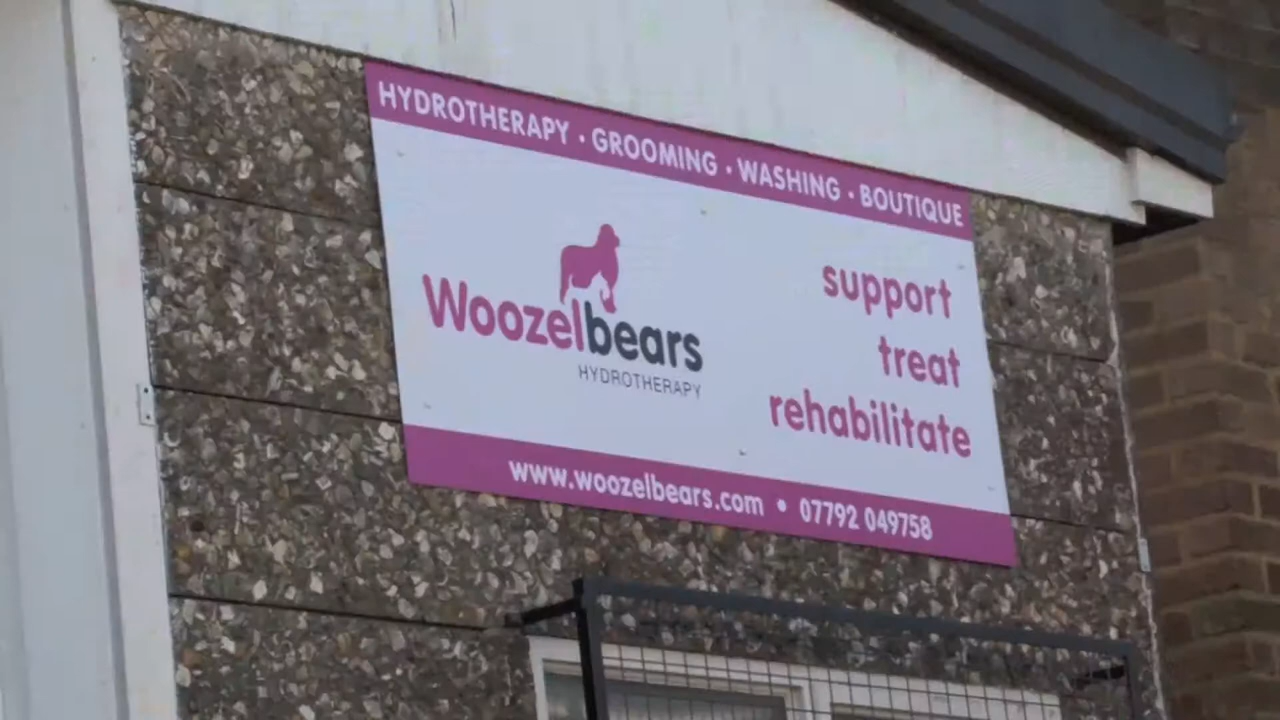 HYDROTHERAPY • GROOMING • WASHING • BOUTIQUE
Woozelbears
HYDROTHERAPY
support
treat
rehabilitate
www.woozelbears.com • 07792 049758